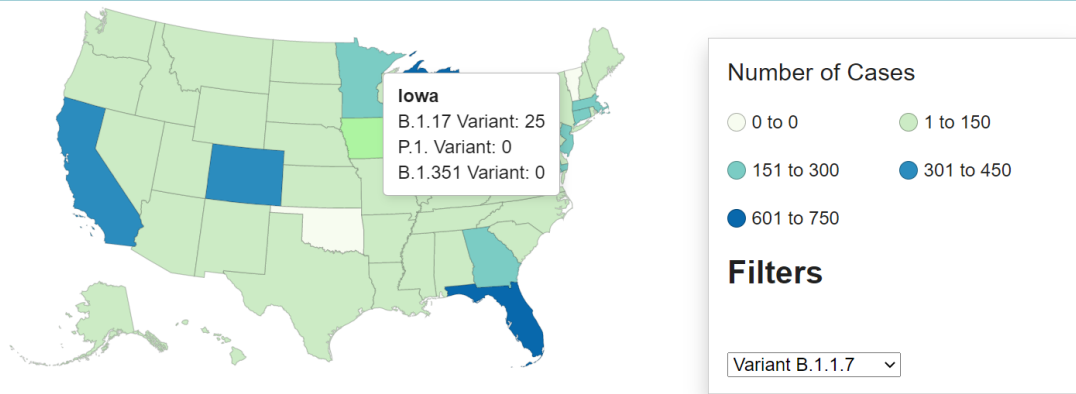 Iowa
B.1.17 Variant: 25
P.1. Variant: 0
B.1.351 Variant: 0
Number of Cases
0 to 0
1 to 150
151 to 300
301 to 450
601 to 750
Filters
Variant B.1.1.7